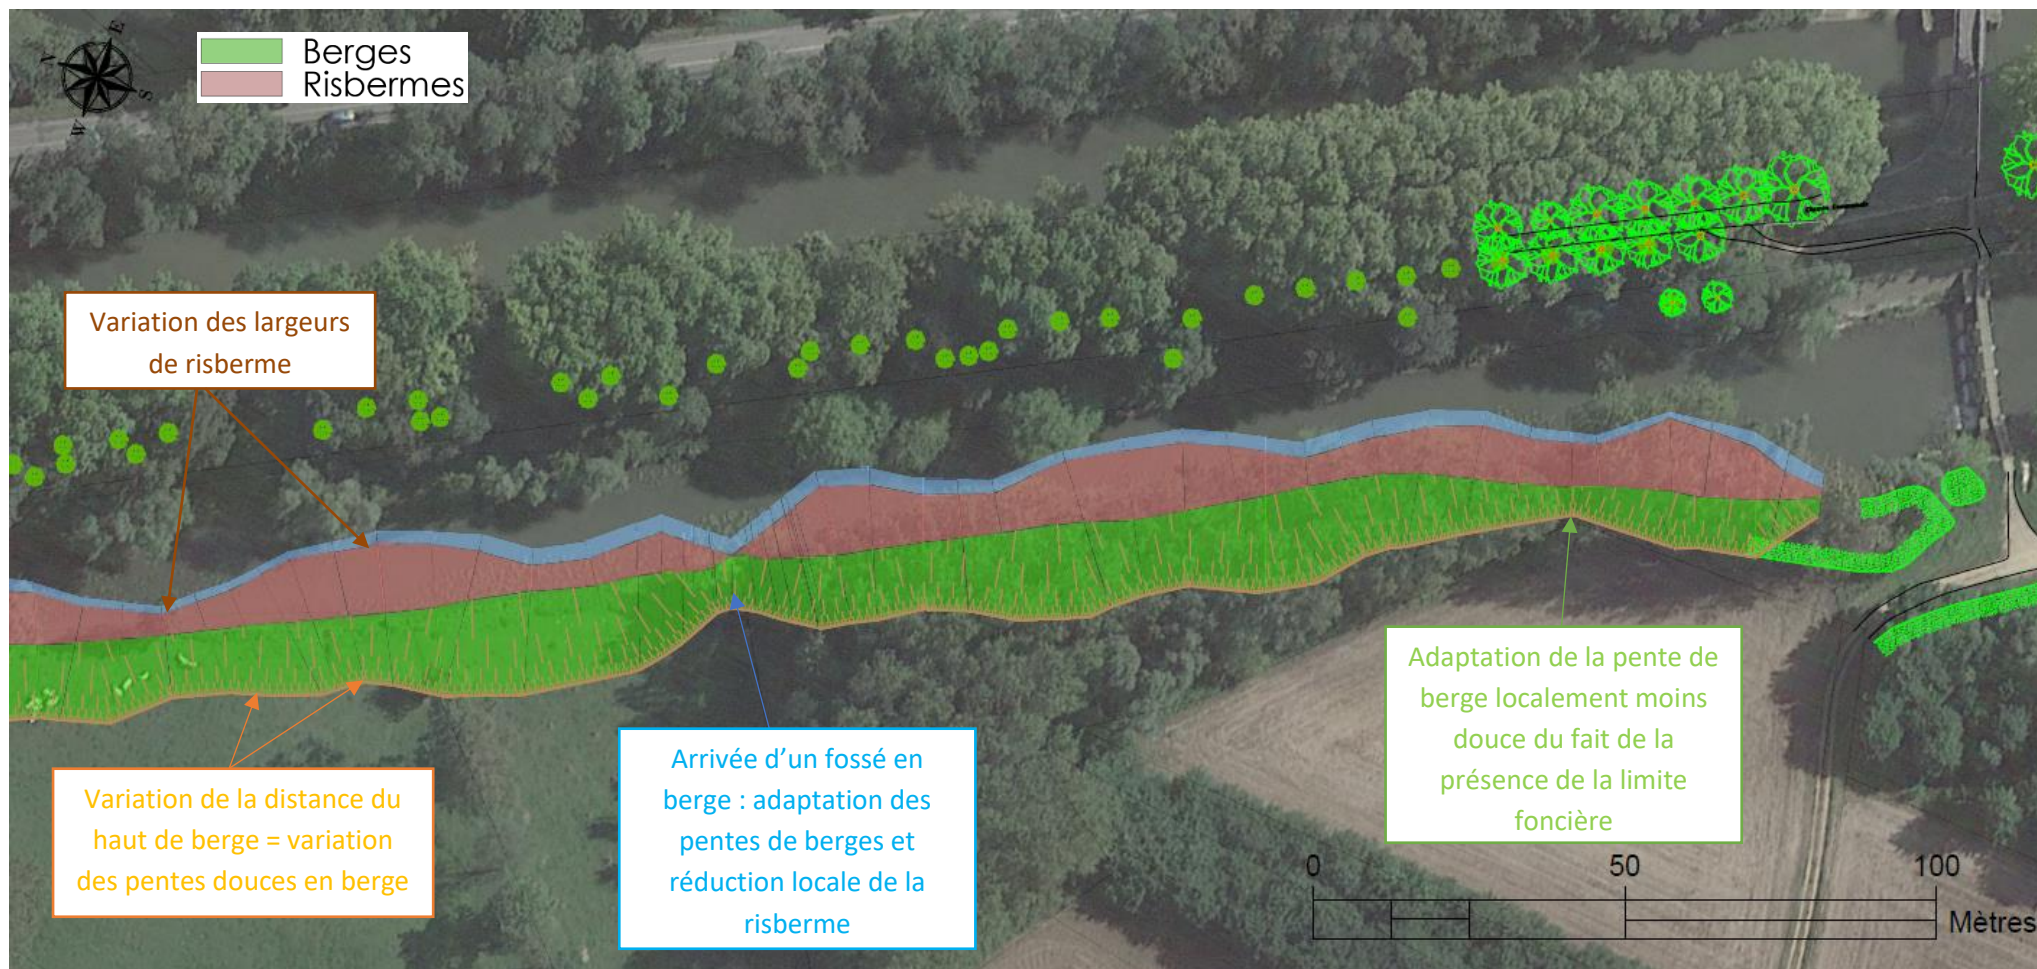 N
E
S
W
Berges
Risbermes
Variation des largeurs
de risberme
Variation de la distance du
haut de berge = variation
des pentes douces en berge
Arrivée d’un fossé en
berge : adaptation des
pentes de berges et
réduction locale de la
risberme
Adaptation de la pente de
berge localement moins
douce du fait de la
présence de la limite
foncière
0 50 100
Mètres